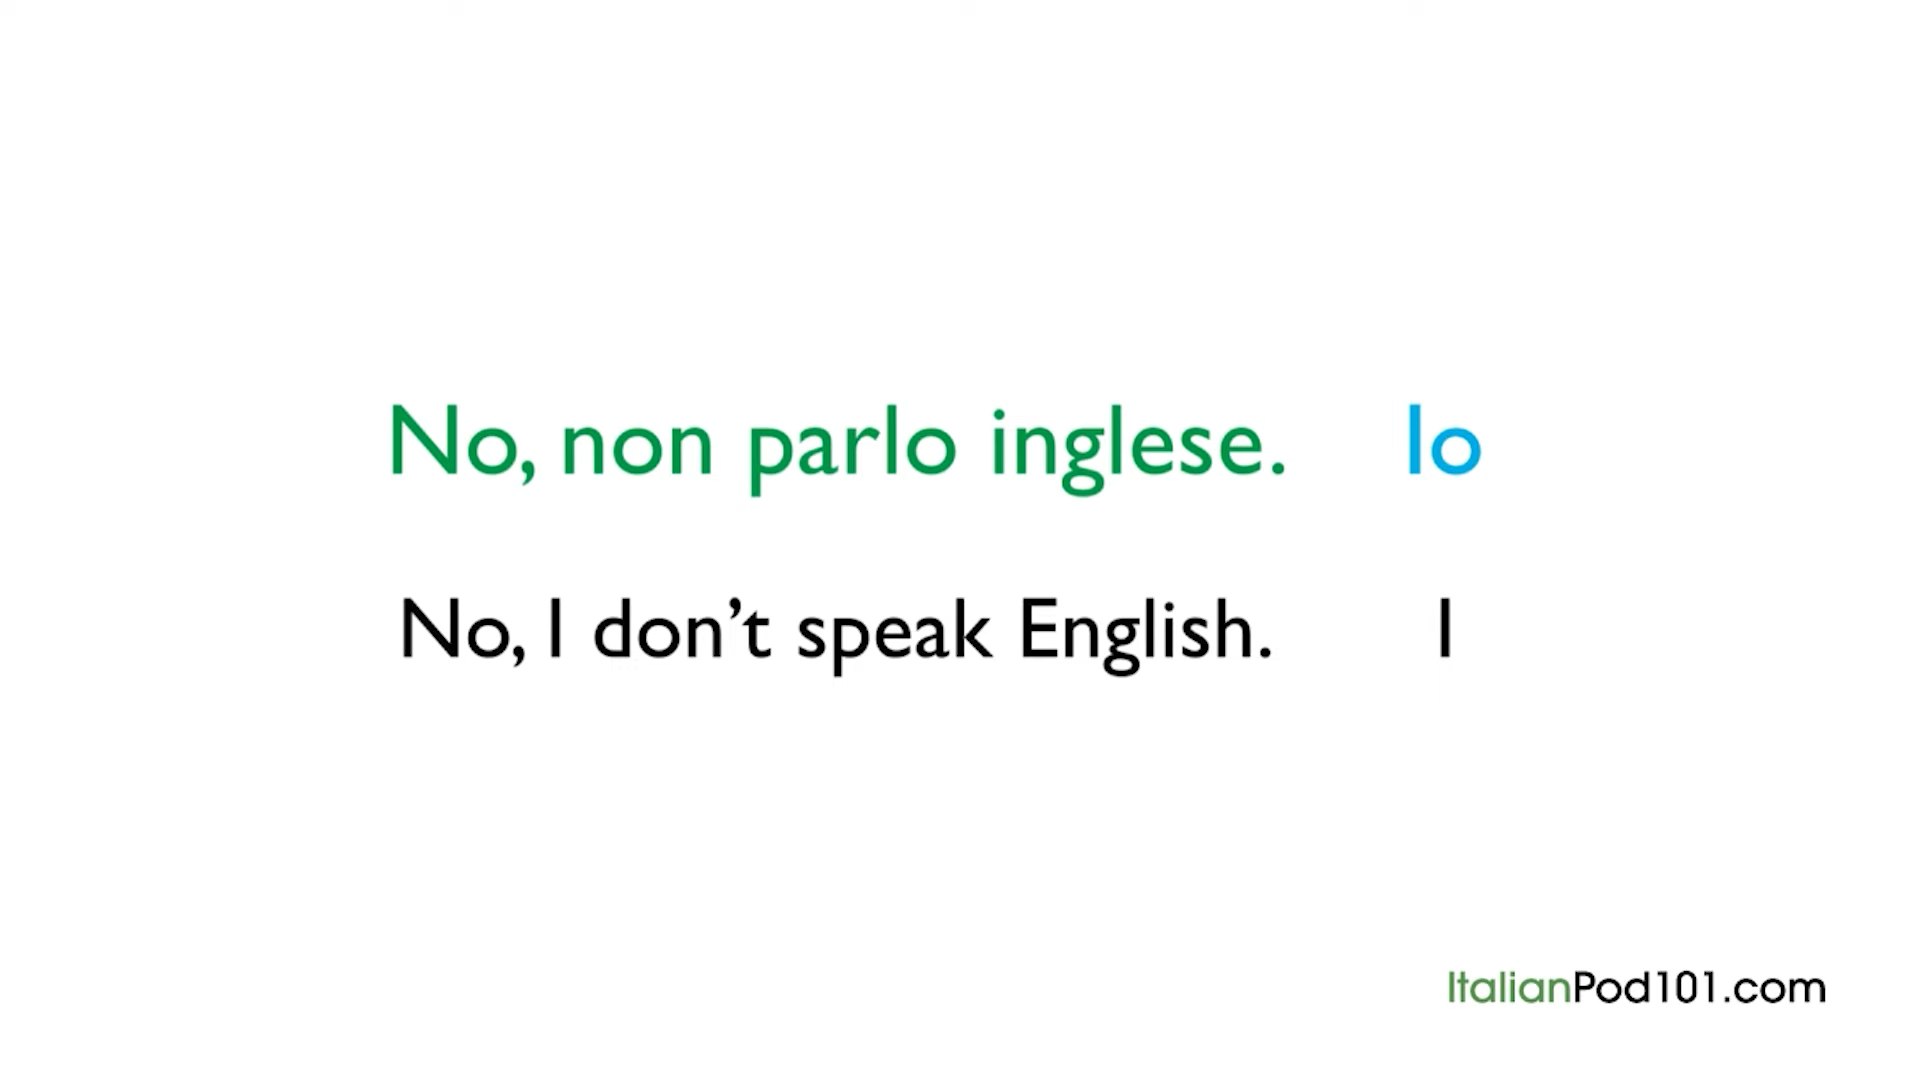 No, non parlo inglese. Io
No, I don't speak English. I
ItalianPod101.com